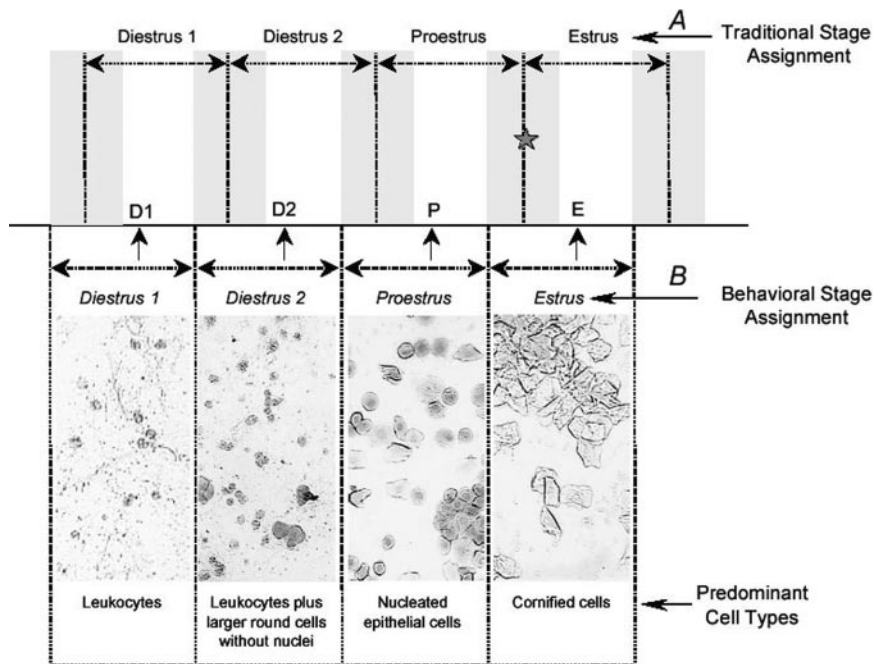 Diestrus 1 Diestrus 2 Proestrus Estrus A Traditional Stage
Assignment
D1 D2 P E
Diestrus 1 Diestrus 2 Proestrus Estrus B Behavioral Stage
Assignment
Leukocytes
Leukocytes plus
larger round cells
without nuclei
Nucleated
epithelial cells
Cornified cells
Predominant
Cell Types